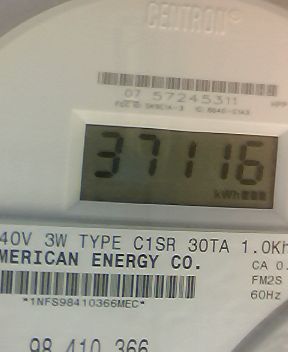 CENTRON®
07 57245311
37116
kWh
40V 3W TYPE C1SR 30TA 1.0Kh
MERICAN ENERGY CO.
CA 0.
FM2S
60Hz
*1NFS98410366MEC*
98 410 366